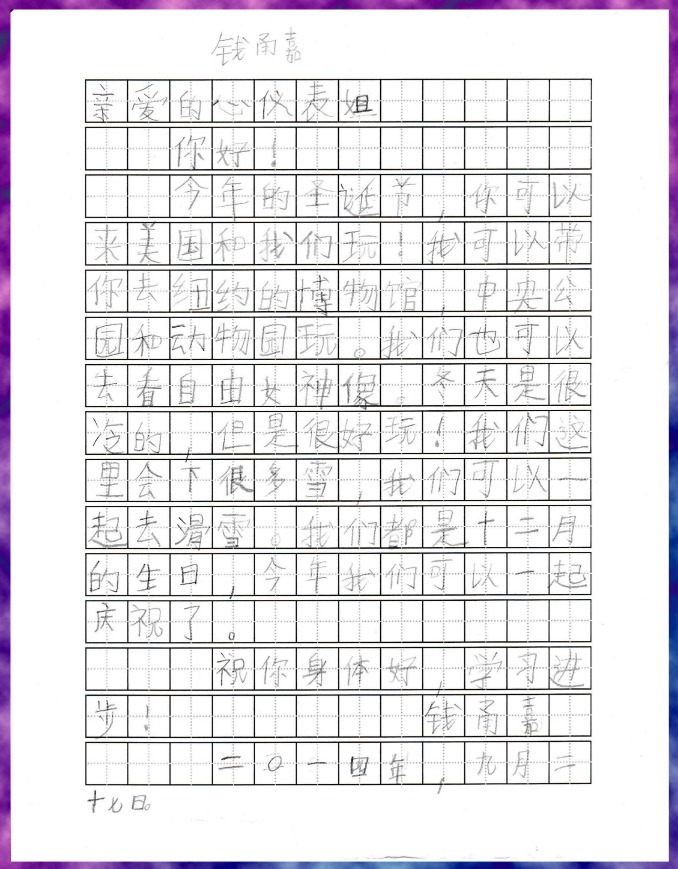 钱甬嘉
亲爱的心仪表姐
你好！
今年的圣诞节，你可以
来美国和我们玩！我可以带
你去纽约的博物馆，中央公
园和动物园玩。我们也可以
去看自由女神像。冬天是很
冷的，但是很好玩！我们这
里会下很多雪，我们可以一
起去滑雪。我们都是十二月
的生日，今年我们可以一起
庆祝了。
祝你身体好，学习进
步！ 钱甬嘉
二〇一四年，九月二
十七日。